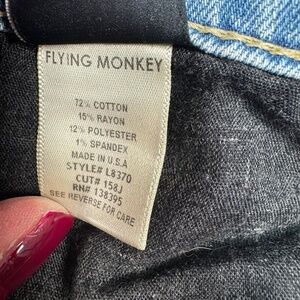 FLYING MONKEY
72% COTTON
15% RAYON
12% POLYESTER
1% SPANDEX
MADE IN U.S.A
STYLE# L8370
CUT# 158J
RN# 138395
SEE REVERSE FOR CARE